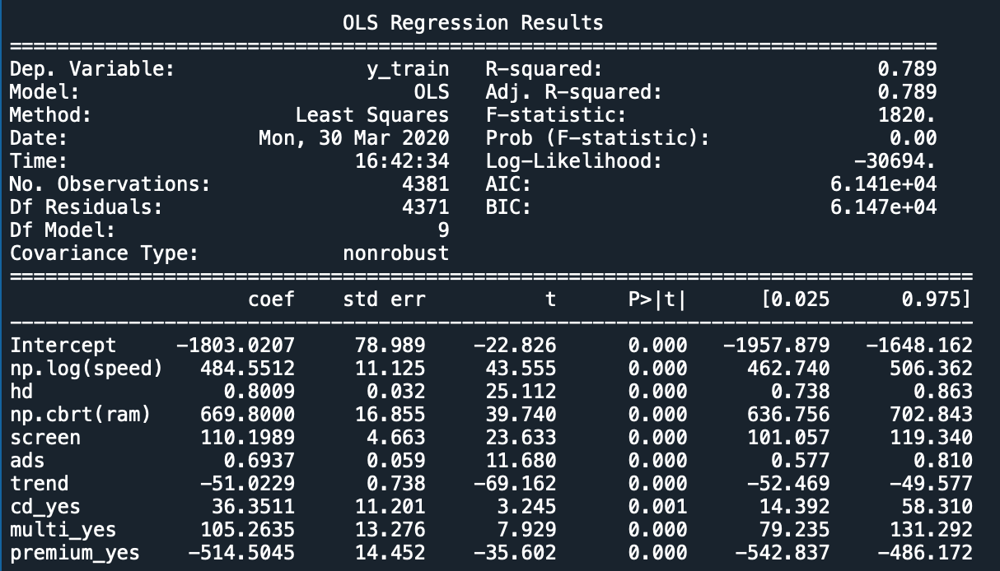 OLS Regression Results
==============================================================================
Dep. Variable:                y_train   R-squared:                       0.789
Model:                            OLS   Adj. R-squared:                  0.789
Method:                 Least Squares   F-statistic:                     1820.
Date:                Mon, 30 Mar 2020   Prob (F-statistic):               0.00
Time:                        16:42:34   Log-Likelihood:                -30694.
No. Observations:                4381   AIC:                         6.141e+04
Df Residuals:                    4371   BIC:                         6.147e+04
Df Model:                           9
Covariance Type:            nonrobust
=================================================================================
                    coef    std err          t      P>|t|      [0.025      0.975]
---------------------------------------------------------------------------------
Intercept     -1803.0207     78.989    -22.826      0.000   -1957.879   -1648.162
np.log(speed)   484.5512     11.125     43.555      0.000     462.740     506.362
hd                0.8009      0.032     25.112      0.000       0.738       0.863
np.cbrt(ram)    669.8000     16.855     39.740      0.000     636.756     702.843
screen          110.1989      4.663     23.633      0.000     101.057     119.340
ads               0.6937      0.059     11.680      0.000       0.577       0.810
trend           -51.0229      0.738    -69.162      0.000     -52.469     -49.577
cd_yes           36.3511     11.201      3.245      0.001      14.392      58.310
multi_yes       105.2635     13.276      7.929      0.000      79.235     131.292
premium_yes    -514.5045     14.452    -35.602      0.000    -542.837    -486.172